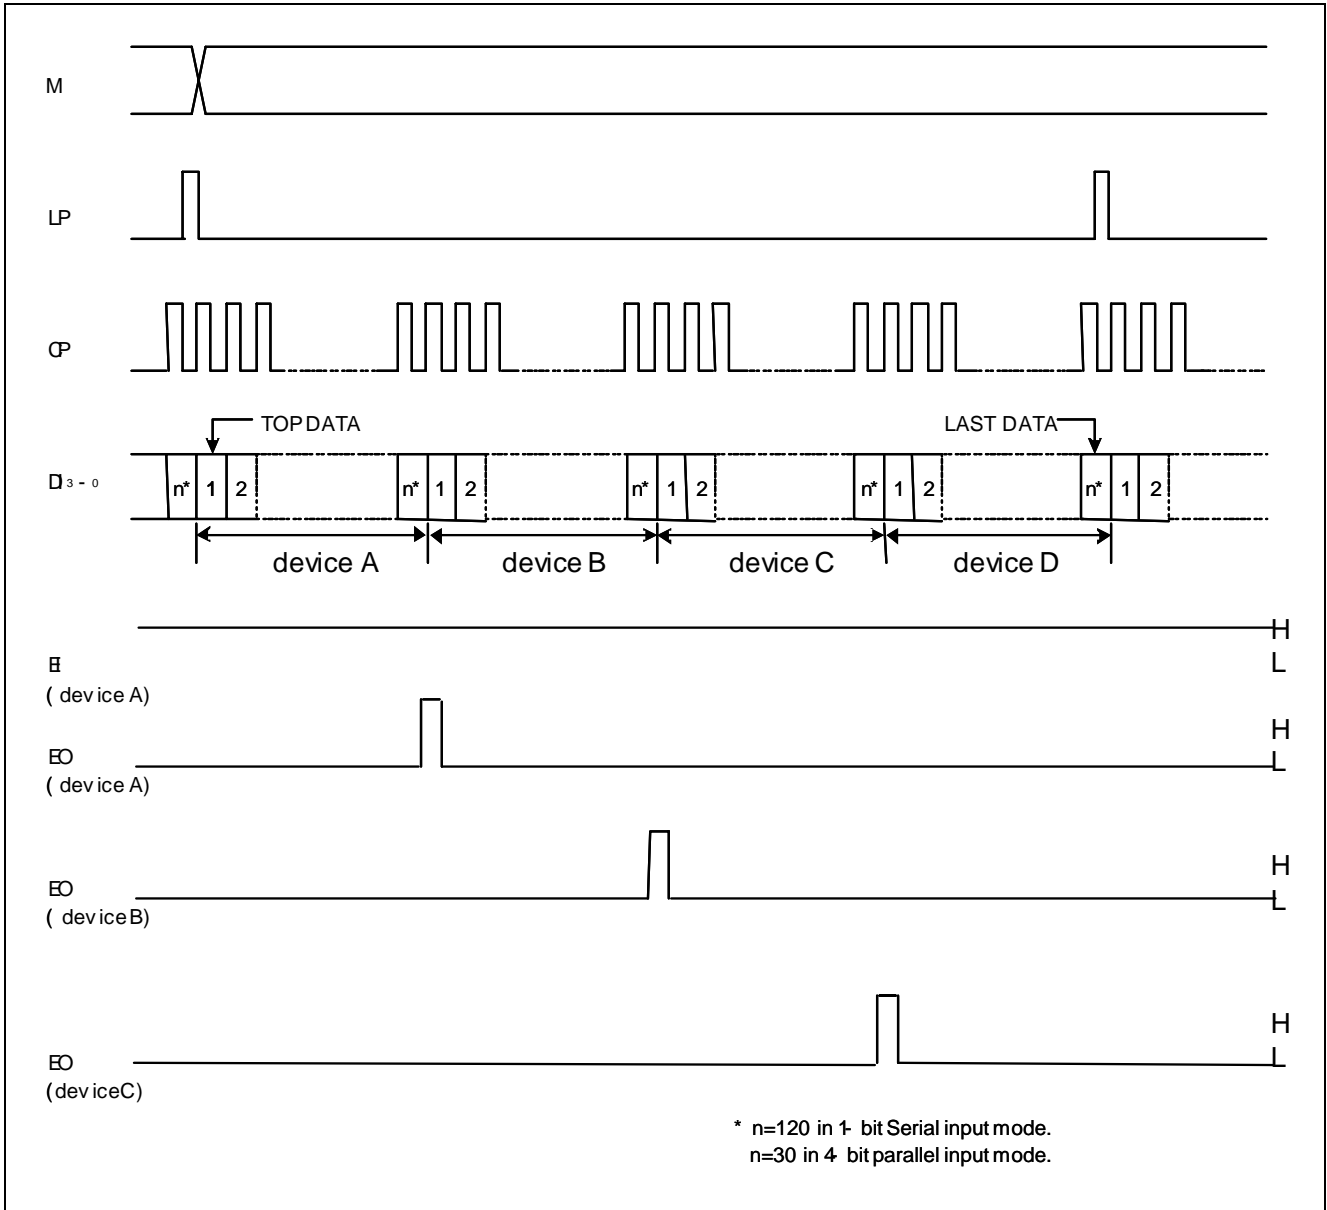 M
LP
CP
TOP DATA
LAST DATA
DI3-0
n* 1 2 n* 1 2 n* 1 2 n* 1 2 n* 1 2
device A device B device C device D
H
EI
L
( device A)
H
EO
L
( device A)
H
EO
L
( device B)
H
EO
L
(device C)
* n=120 in 1- bit Serial input mode.
n=30 in 4- bit parallel input mode.